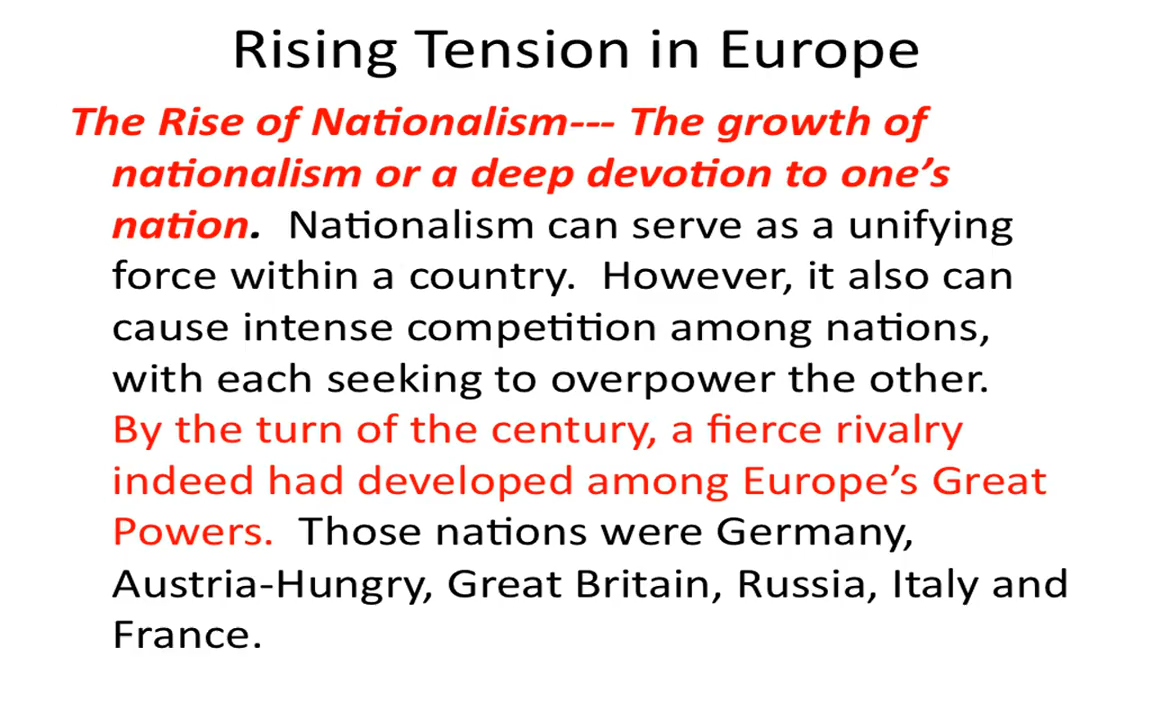 Rising Tension in Europe
The Rise of Nationalism--- The growth of
nationalism or a deep devotion to one’s
nation.  Nationalism can serve as a unifying
force within a country.  However, it also can
cause intense competition among nations,
with each seeking to overpower the other.
By the turn of the century, a fierce rivalry
indeed had developed among Europe’s Great
Powers.  Those nations were Germany,
Austria-Hungry, Great Britain, Russia, Italy and
France.